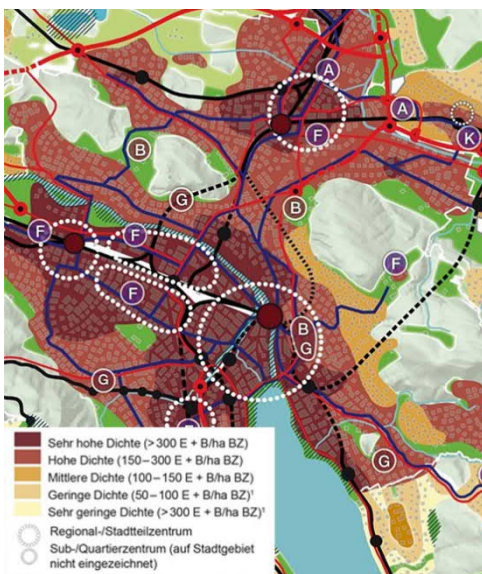 A
A
F
K
B
G
B
F
F
F
F
B
G
G
G
Sehr hohe Dichte (> 300 E + B/ha BZ)
Hohe Dichte (150–300 E + B/ha BZ)
Mittlere Dichte (100–150 E + B/ha BZ)
Geringe Dichte (50–100 E + B/ha BZ)¹
Sehr geringe Dichte (> 300 E + B/ha BZ)¹
Regional-/Stadtteilzentrum
Sub-/Quartierzentrum (auf Stadtgebiet
nicht eingezeichnet)